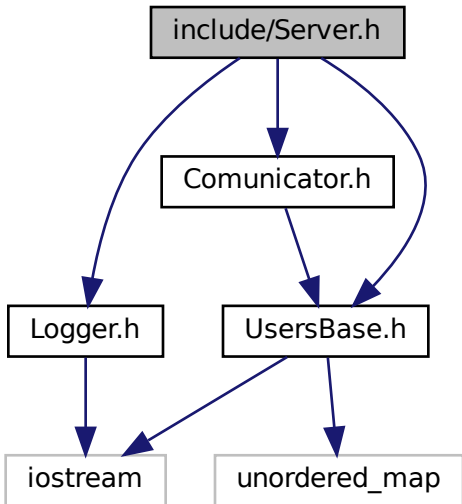 include/Server.h
Comunicator.h
Logger.h
UsersBase.h
iostream
unordered_map